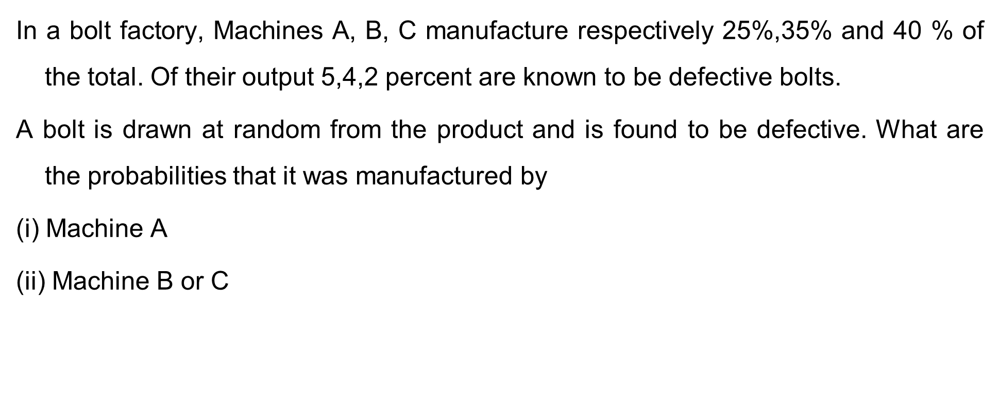 In a bolt factory, Machines A, B, C manufacture respectively 25%,35% and 40 % of
the total. Of their output 5,4,2 percent are known to be defective bolts.
A bolt is drawn at random from the product and is found to be defective. What are
the probabilities that it was manufactured by
(i) Machine A
(ii) Machine B or C